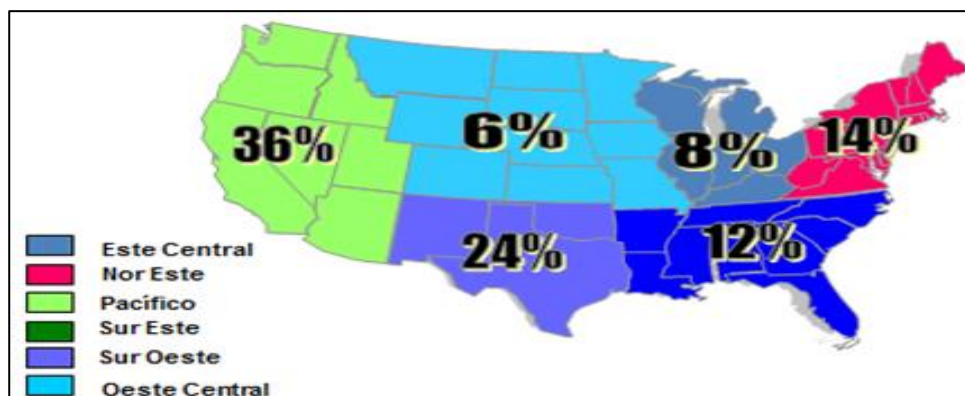 36%
6%
8%
14%
24%
12%
Este Central
Nor Este
Pacífico
Sur Este
Sur Oeste
Oeste Central